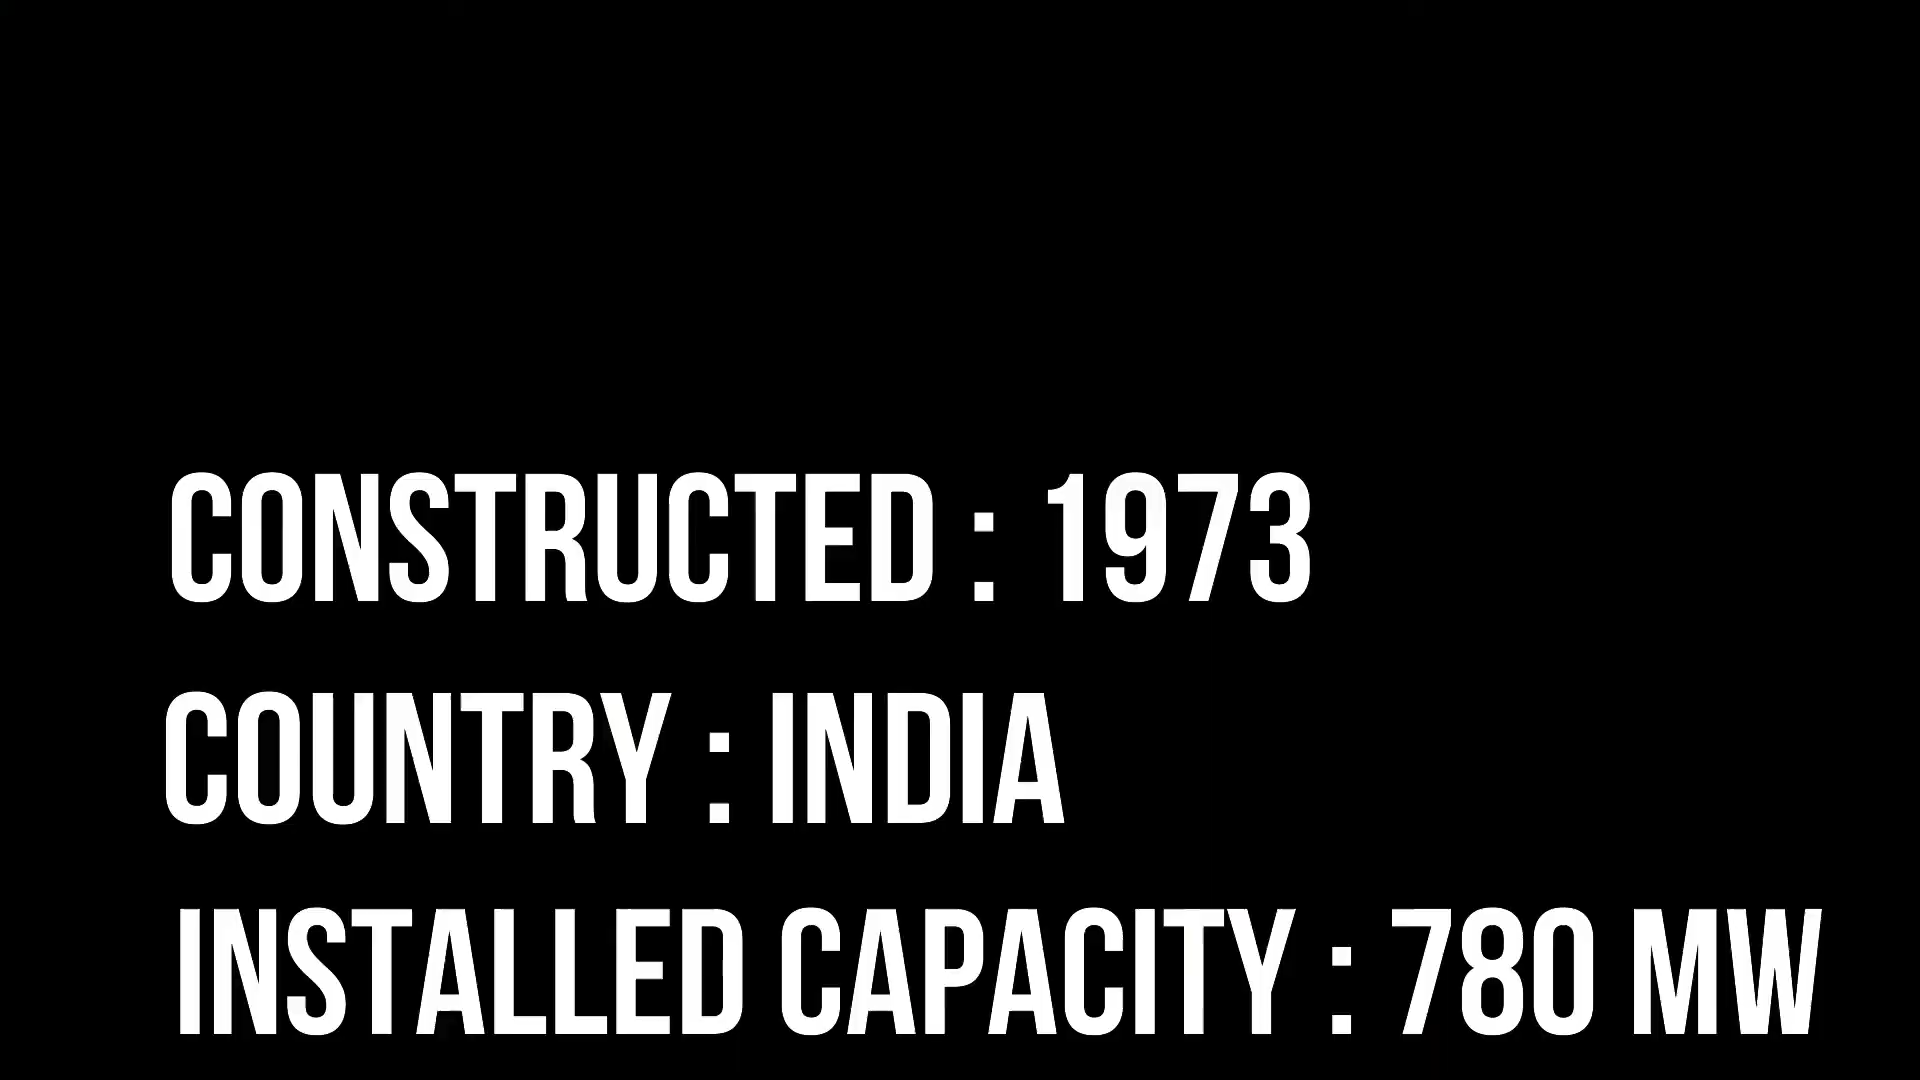 CONSTRUCTED : 1973
COUNTRY : INDIA
INSTALLED CAPACITY : 780 MW